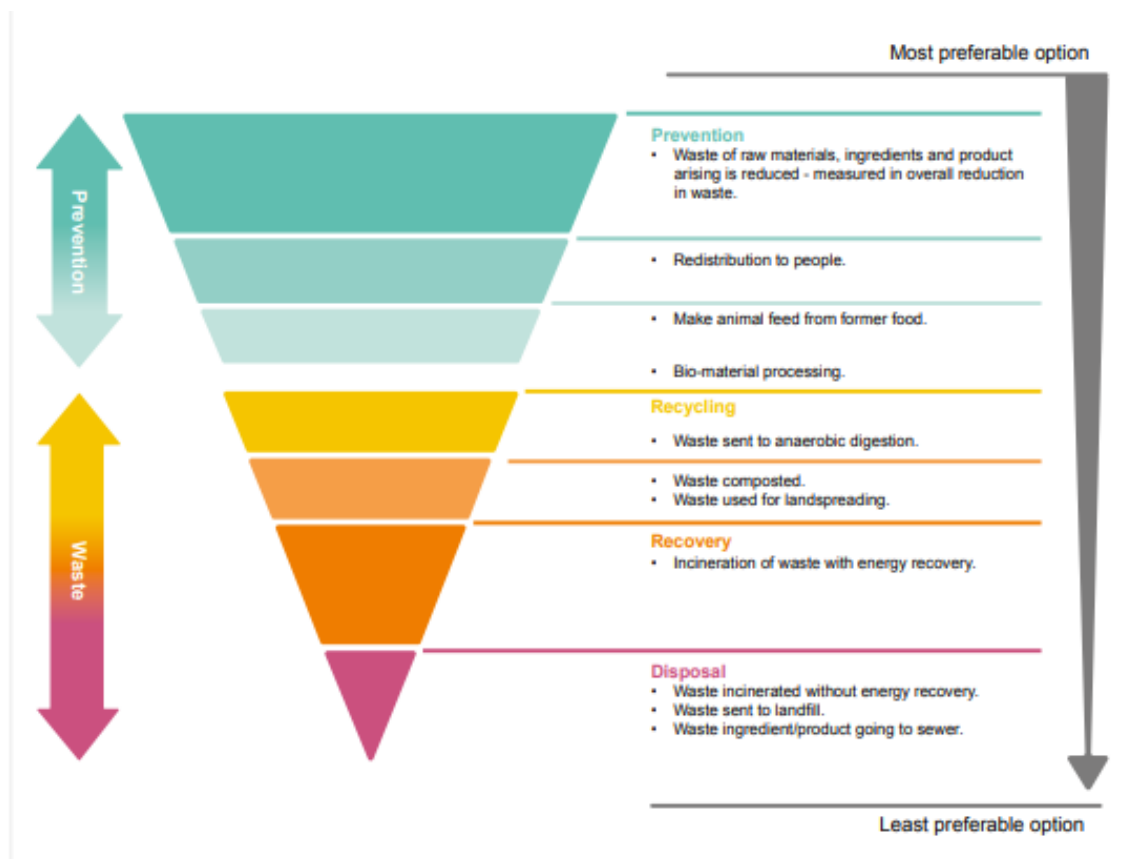 Most preferable option
Prevention
Prevention
• Waste of raw materials, ingredients and product
arising is reduced - measured in overall reduction
in waste.
• Redistribution to people.
• Make animal feed from former food.
• Bio-material processing.
Waste
Recycling
• Waste sent to anaerobic digestion.
• Waste composted.
• Waste used for landspreading.
Recovery
• Incineration of waste with energy recovery.
Disposal
• Waste incinerated without energy recovery.
• Waste sent to landfill.
• Waste ingredient/product going to sewer.
Least preferable option